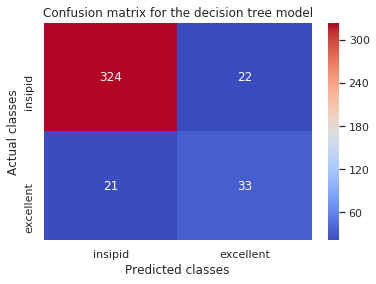 Confusion matrix for the decision tree model
Actual classes
insipid
excellent
324
22
21
33
insipid
excellent
Predicted classes
300
240
180
120
60